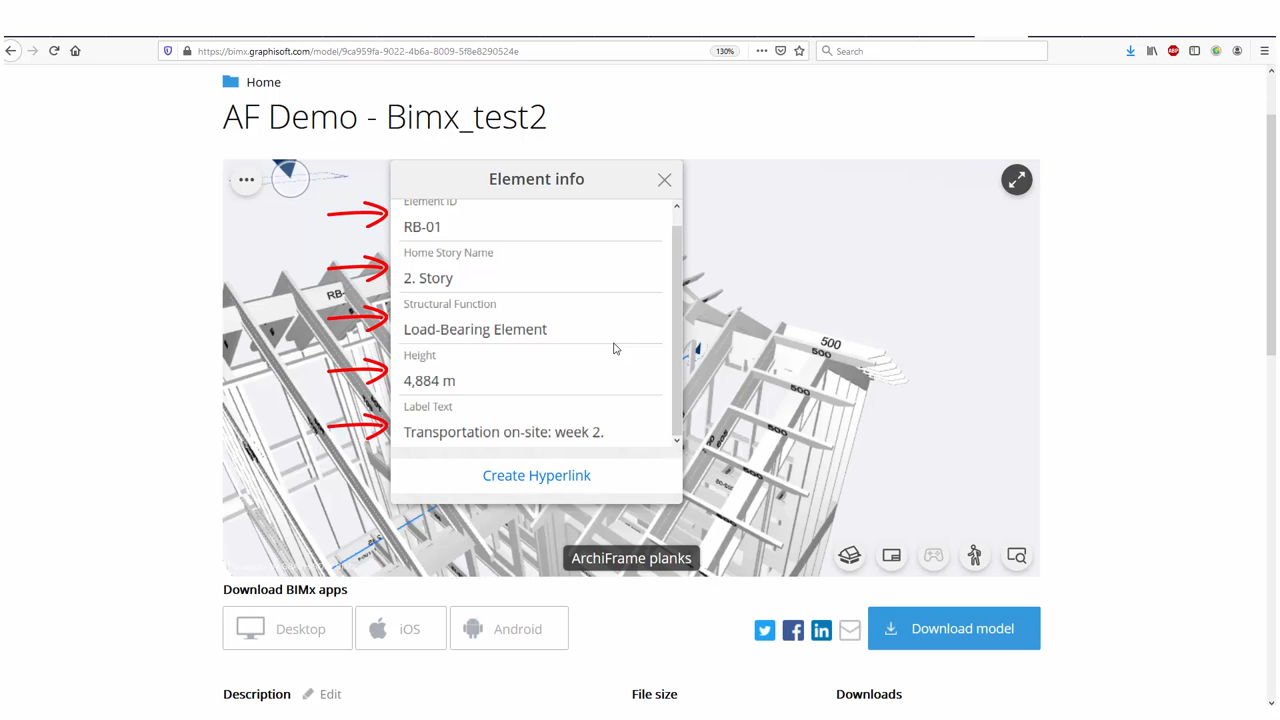 https://bimx.graphisoft.com/model/9ca959fa-9022-4b6a-8009-5f8e8290524e
130%
Search
Home
AF Demo - Bimx_test2
Element info
Element ID
RB-01
Home Story Name
2. Story
RB-
Structural Function
Load-Bearing Element
500
500
Height
4,884 m
500
Label Text
500
Transportation on-site: week 2.
500
Create Hyperlink
500
ArchiFrame planks
Download BIMx apps
Desktop
iOS
Android
Download model
Description
Edit
File size
Downloads